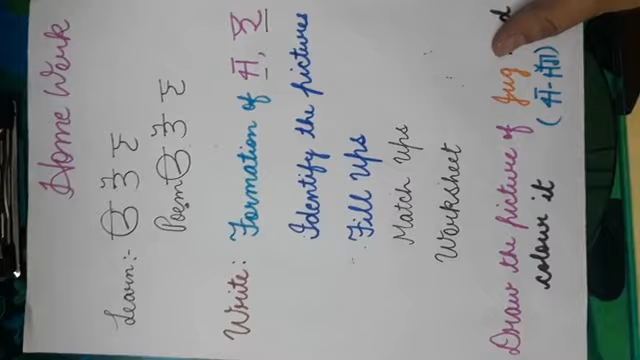 Home Work
Learn:- ੳ ੲ
Poem ੳ ੲ
Write: Formation of
Identify the pictures
Fill Ups
Match Ups
Worksheet
Draw the picture of Jug
colour it